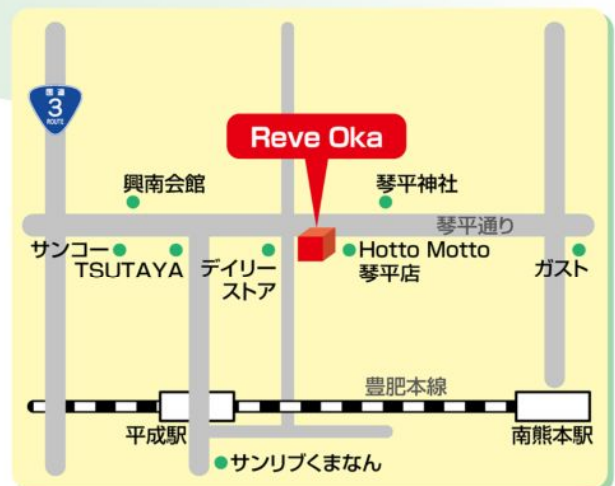 国道
3
ROUTE
Reve Oka
興南会館
琴平神社
琴平通り
サンコー
TSUTAYA
デイリー
ストア
Hotto Motto
琴平店
ガスト
豊肥本線
平成駅
南熊本駅
サンリブくまなん